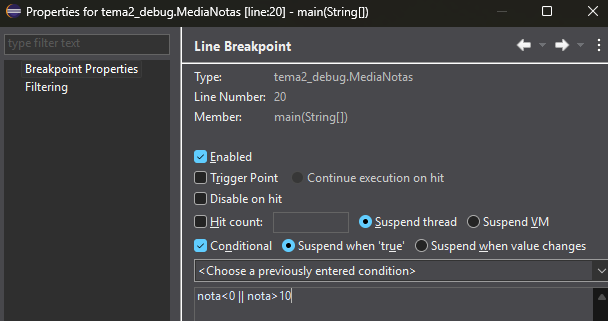 Properties for tema2_debug.MediaNotas [line:20] - main(String[])
type filter text
Breakpoint Properties
Filtering
Line Breakpoint
Type: tema2_debug.MediaNotas
Line Number: 20
Member: main(String[])
Enabled
Trigger Point Continue execution on hit
Disable on hit
Hit count: Suspend thread Suspend VM
Conditional Suspend when 'true' Suspend when value changes
<Choose a previously entered condition>
nota<0 || nota>10